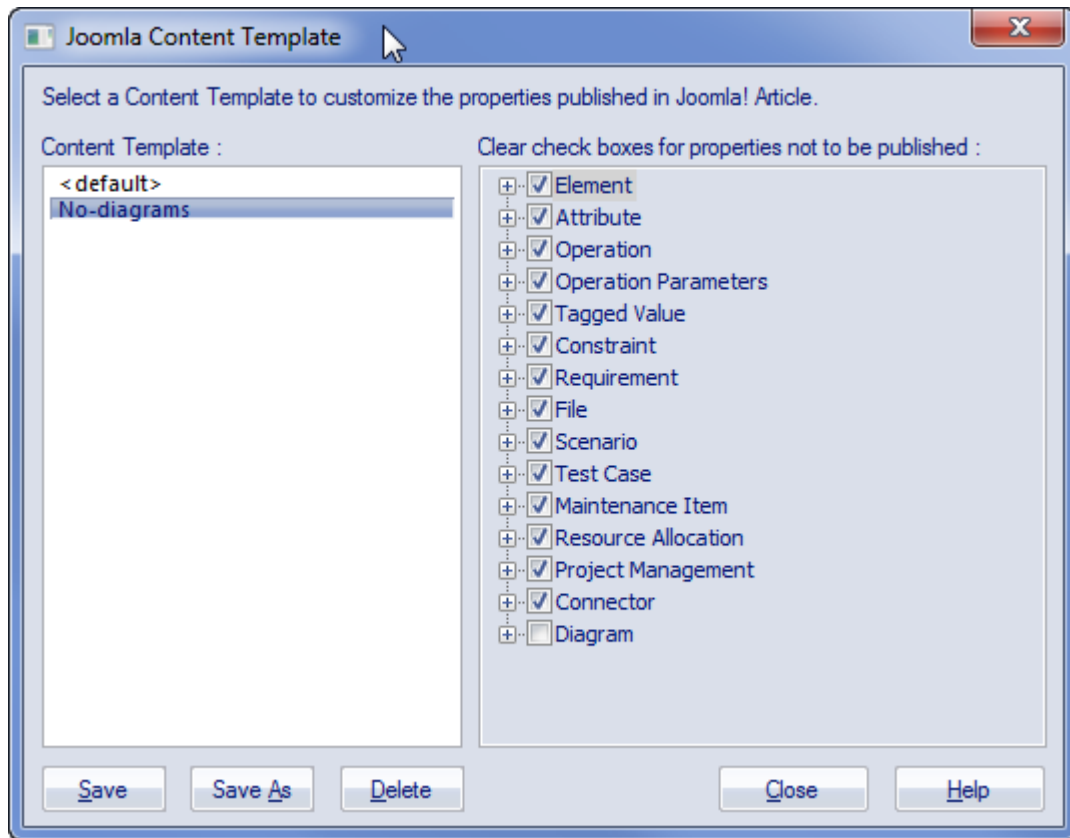 Joomla Content Template
Select a Content Template to customize the properties published in Joomla! Article.
Content Template :
Clear check boxes for properties not to be published :
<default>
No-diagrams
Element
Attribute
Operation
Operation Parameters
Tagged Value
Constraint
Requirement
File
Scenario
Test Case
Maintenance Item
Resource Allocation
Project Management
Connector
Diagram
Save
Save As
Delete
Close
Help